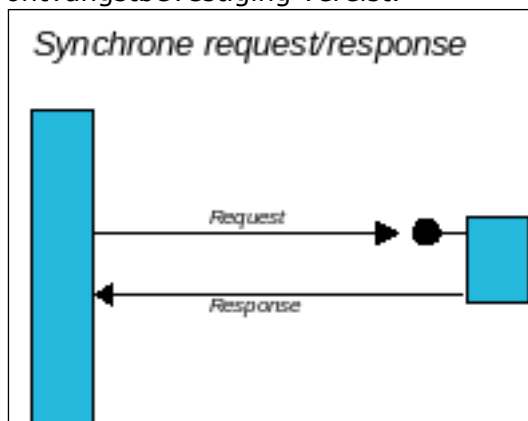 ontvangstbevestiging vereist.
Synchrone request/response
Request
Response